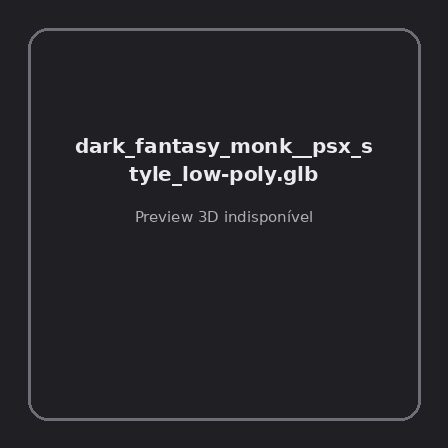 dark_fantasy_monk__psx_s
tyle_low-poly.glb
Preview 3D indisponível